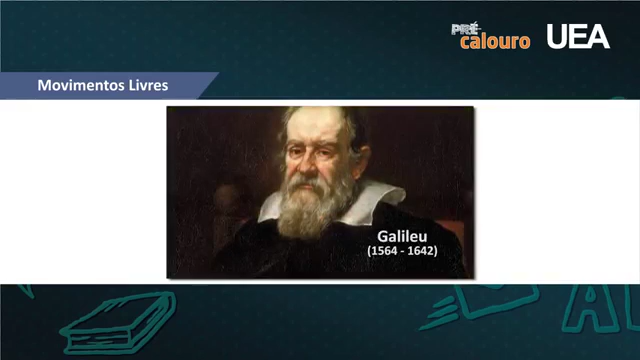 PRÉ-
calouro
UEA
Movimentos Livres
Galileu
(1564 - 1642)